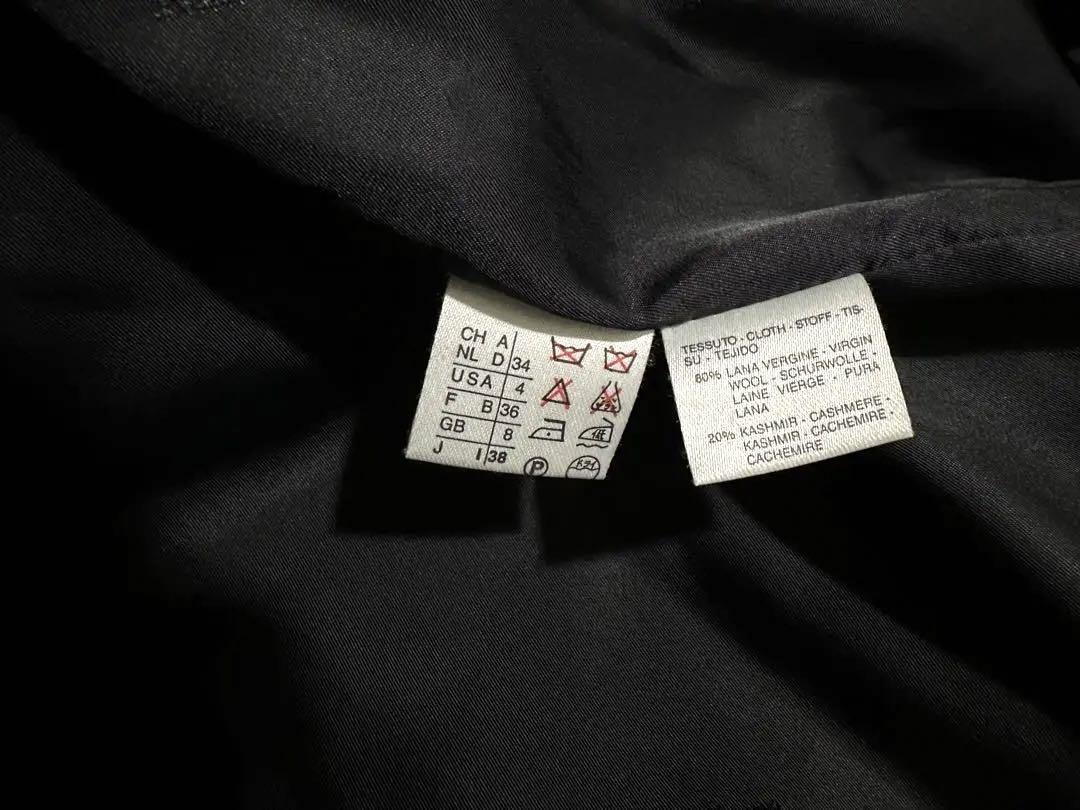 CH A
NL D 34
USA 4
F B 36
GB 8
J I 38
低
P
TESSUTO - CLOTH - STOFF - TIS-
SU - TEJIDO
80% LANA VERGINE - VIRGIN
WOOL - SCHURWOLLE -
LAINE VIERGE - PURA
LANA
20% KASHMIR - CASHMERE -
KASHMIR - CACHEMIRE -
CACHEMIRE